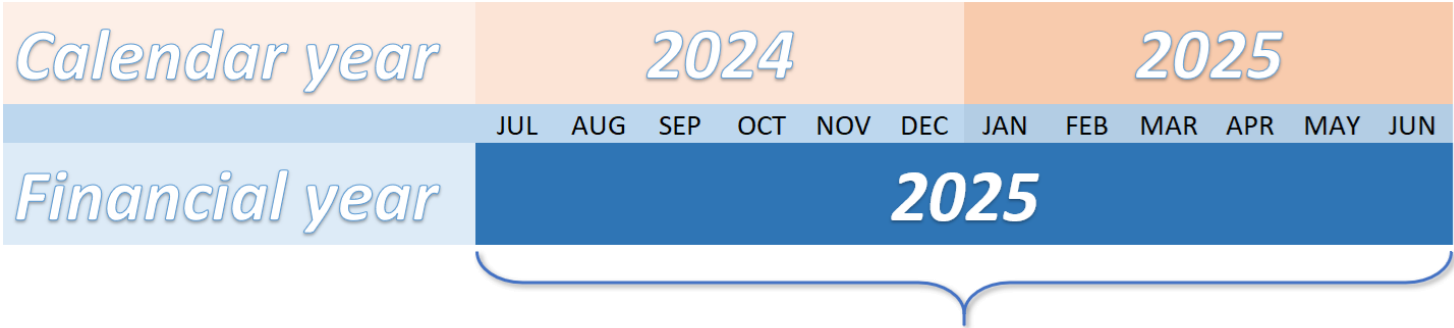 Calendar year 2024 2025
JUL AUG SEP OCT NOV DEC JAN FEB MAR APR MAY JUN
Financial year 2025